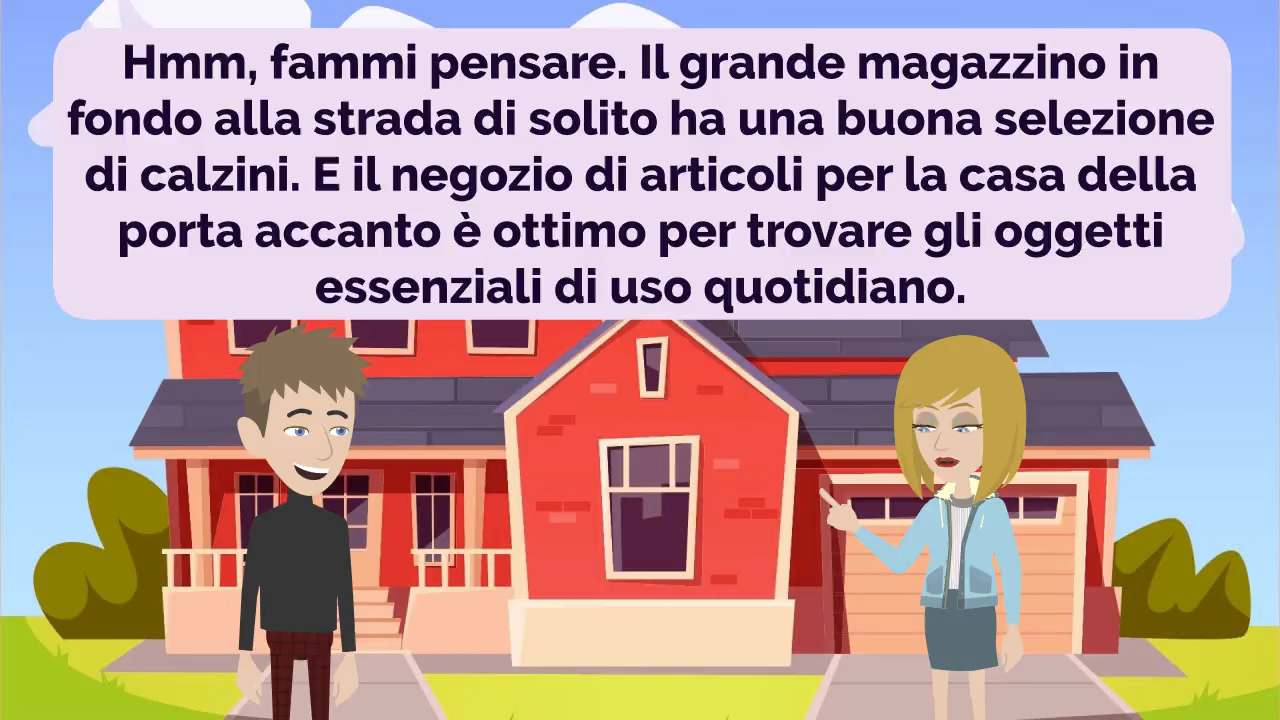 Hmm, fammi pensare. Il grande magazzino in
fondo alla strada di solito ha una buona selezione
di calzini. E il negozio di articoli per la casa della
porta accanto è ottimo per trovare gli oggetti
essenziali di uso quotidiano.